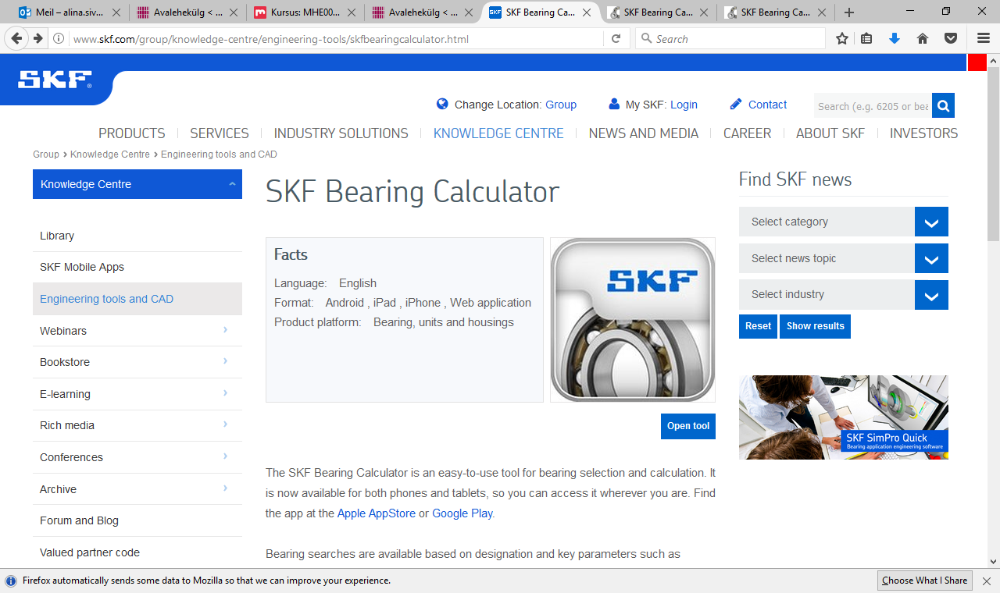 Meil – alina.siv...
Avalehekülg < ...
Kursus: MHE00...
Avalehekülg < ...
SKF Bearing Ca...
SKF Bearing Ca...
SKF Bearing Ca...
www.skf.com/group/knowledge-centre/engineering-tools/skfbearingcalculator.html
Search
SKF
Change Location: Group
My SKF: Login
Contact
Search (e.g. 6205 or bea
PRODUCTS
SERVICES
INDUSTRY SOLUTIONS
KNOWLEDGE CENTRE
NEWS AND MEDIA
CAREER
ABOUT SKF
INVESTORS
Group > Knowledge Centre > Engineering tools and CAD
Knowledge Centre
Library
SKF Mobile Apps
Engineering tools and CAD
Webinars
Bookstore
E-learning
Rich media
Conferences
Archive
Forum and Blog
Valued partner code
SKF Bearing Calculator
Facts
Language: English
Format: Android , iPad , iPhone , Web application
Product platform: Bearing, units and housings
SKF
Open tool
The SKF Bearing Calculator is an easy-to-use tool for bearing selection and calculation. It
is now available for both phones and tablets, so you can access it wherever you are. Find
the app at the Apple AppStore or Google Play.
Bearing searches are available based on designation and key parameters such as
Find SKF news
Select category
Select news topic
Select industry
Reset
Show results
SKF SimPro Quick
Bearing application engineering software
Firefox automatically sends some data to Mozilla so that we can improve your experience.
Choose What I Share